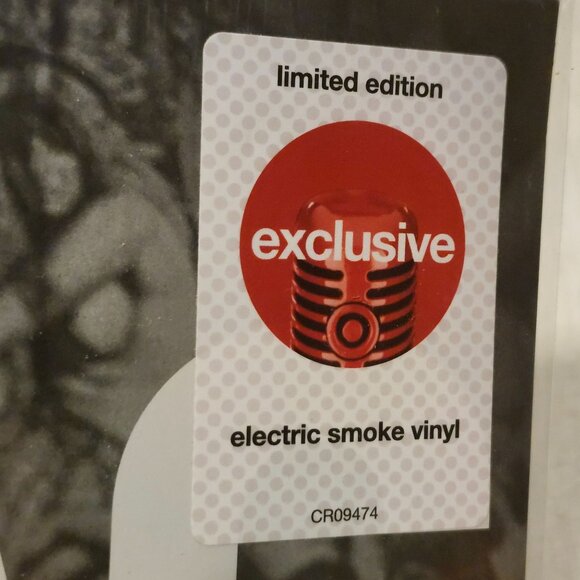 limited edition
exclusive
electric smoke vinyl
CR09474